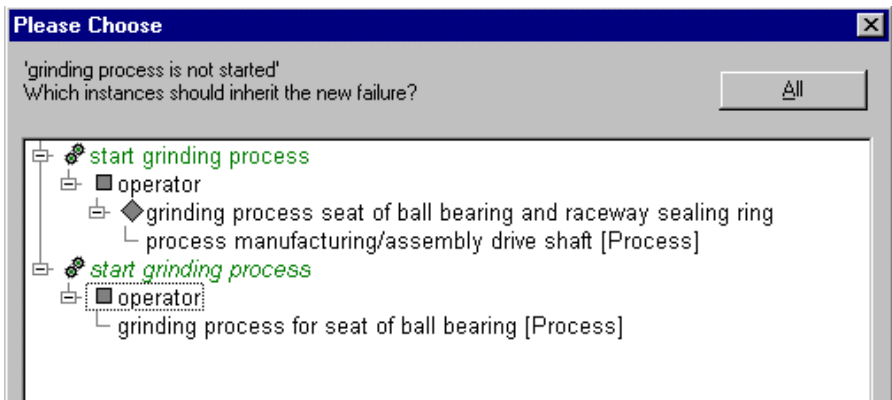 Please Choose
'grinding process is not started'
Which instances should inherit the new failure?
All
start grinding process
operator
grinding process seat of ball bearing and raceway sealing ring
process manufacturing/assembly drive shaft [Process]
start grinding process
operator
grinding process for seat of ball bearing [Process]